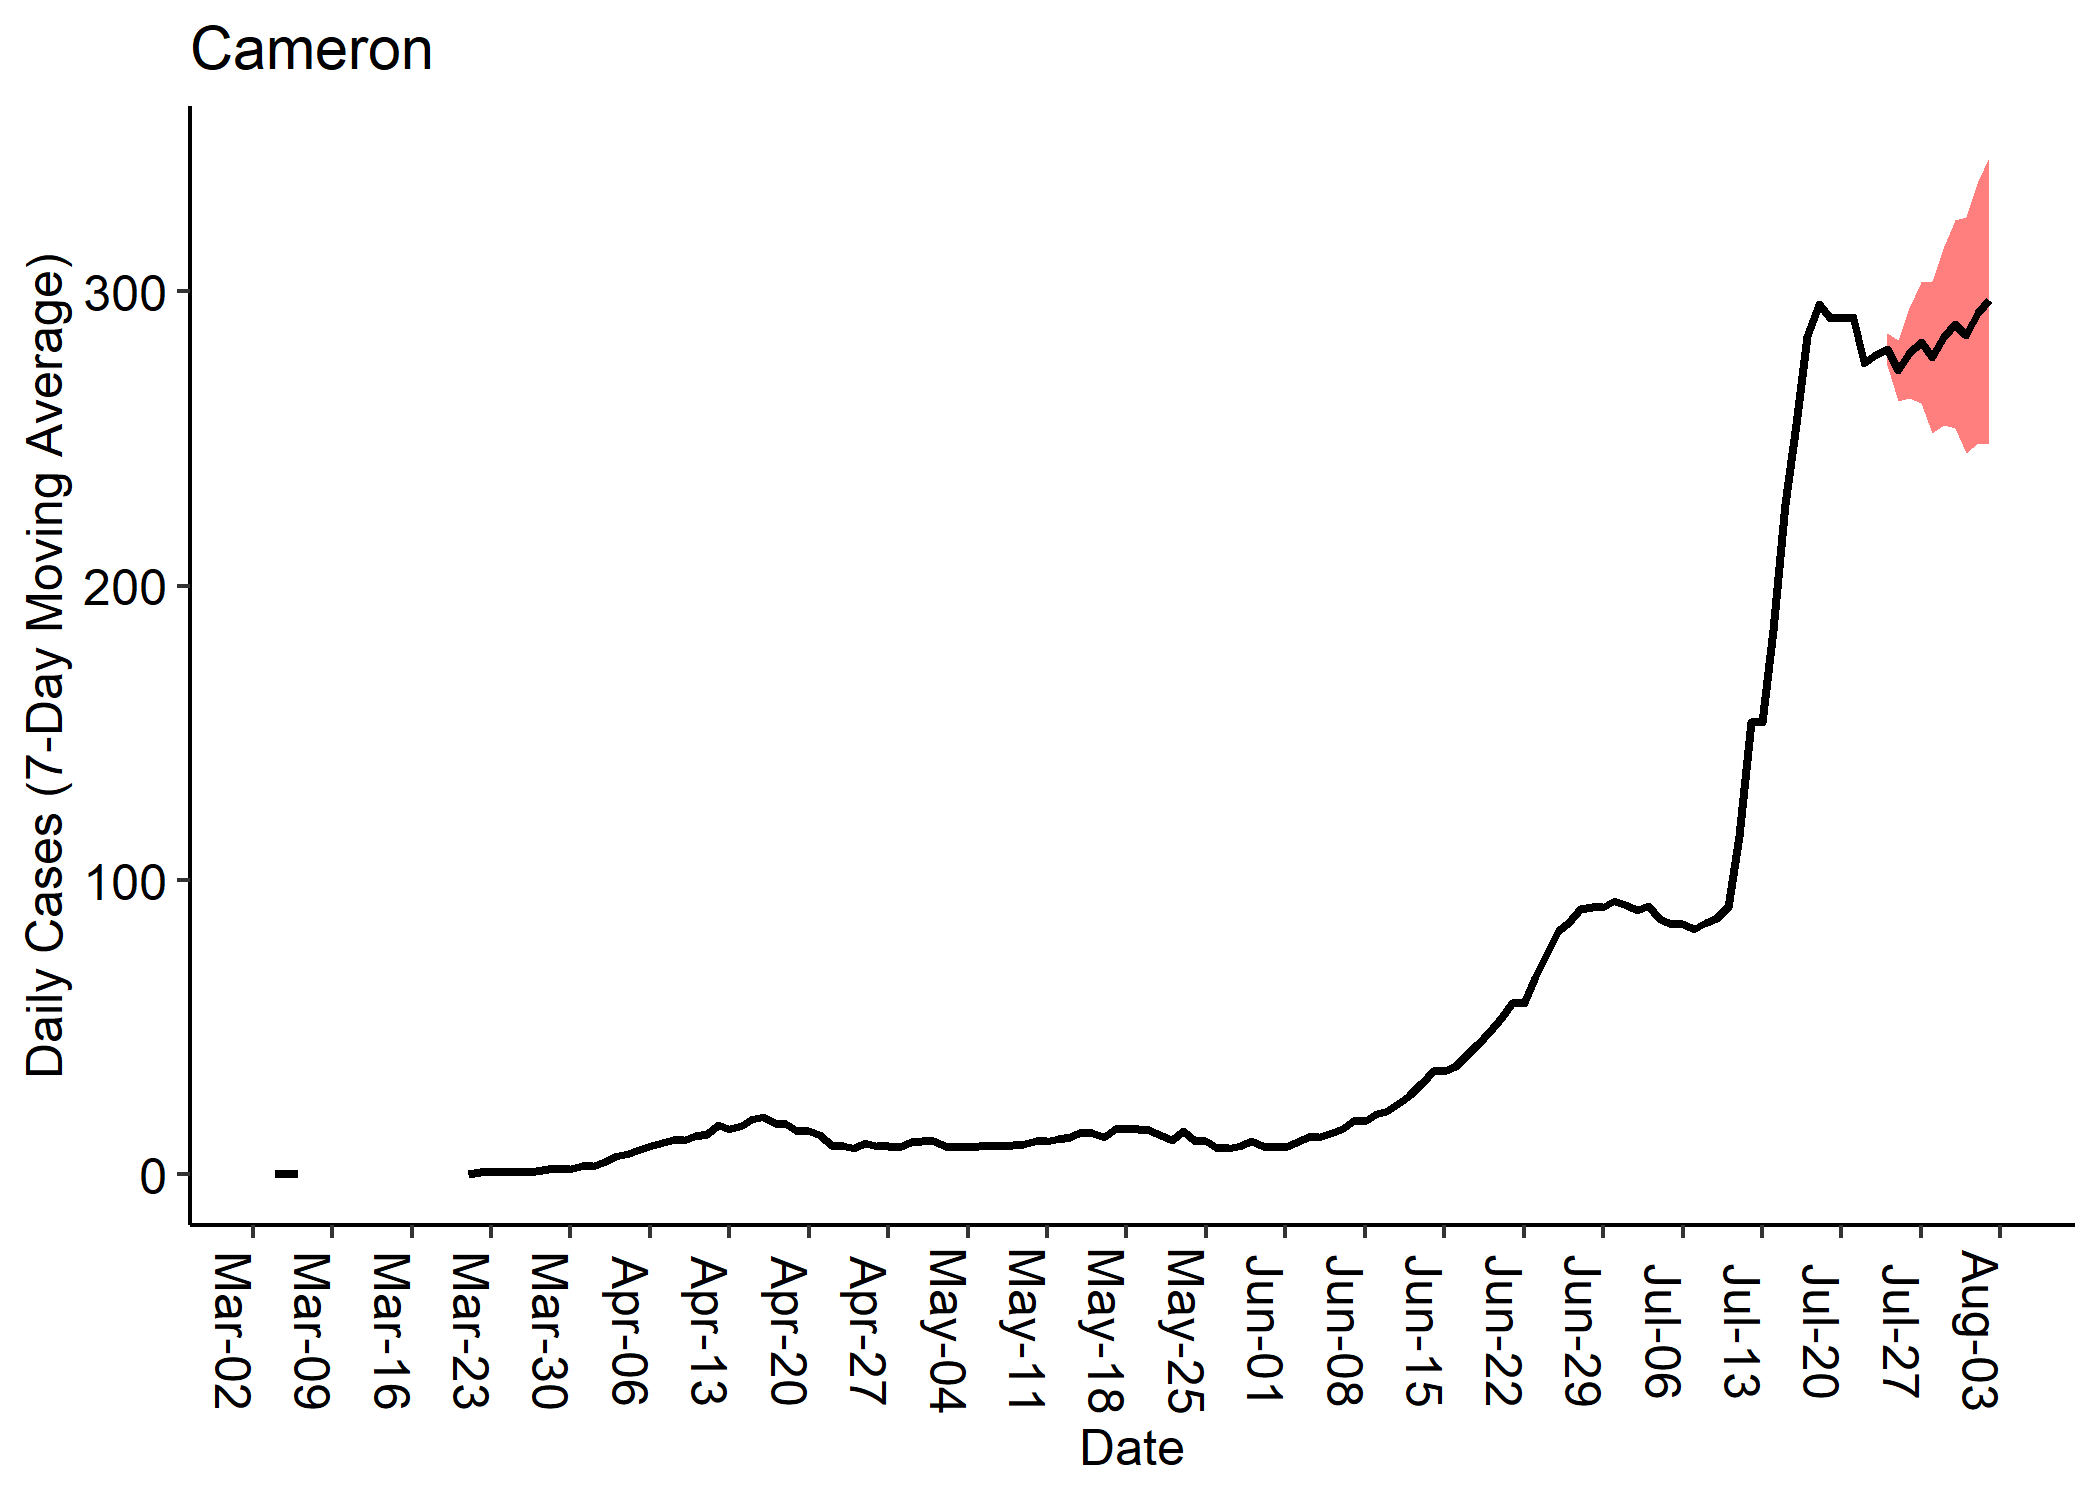 Cameron
Daily Cases (7-Day Moving Average)
300
200
100
0
Mar-02
Mar-09
Mar-16
Mar-23
Mar-30
Apr-06
Apr-13
Apr-20
Apr-27
May-04
May-11
May-18
May-25
Jun-01
Jun-08
Jun-15
Jun-22
Jun-29
Jul-06
Jul-13
Jul-20
Jul-27
Aug-03
Date